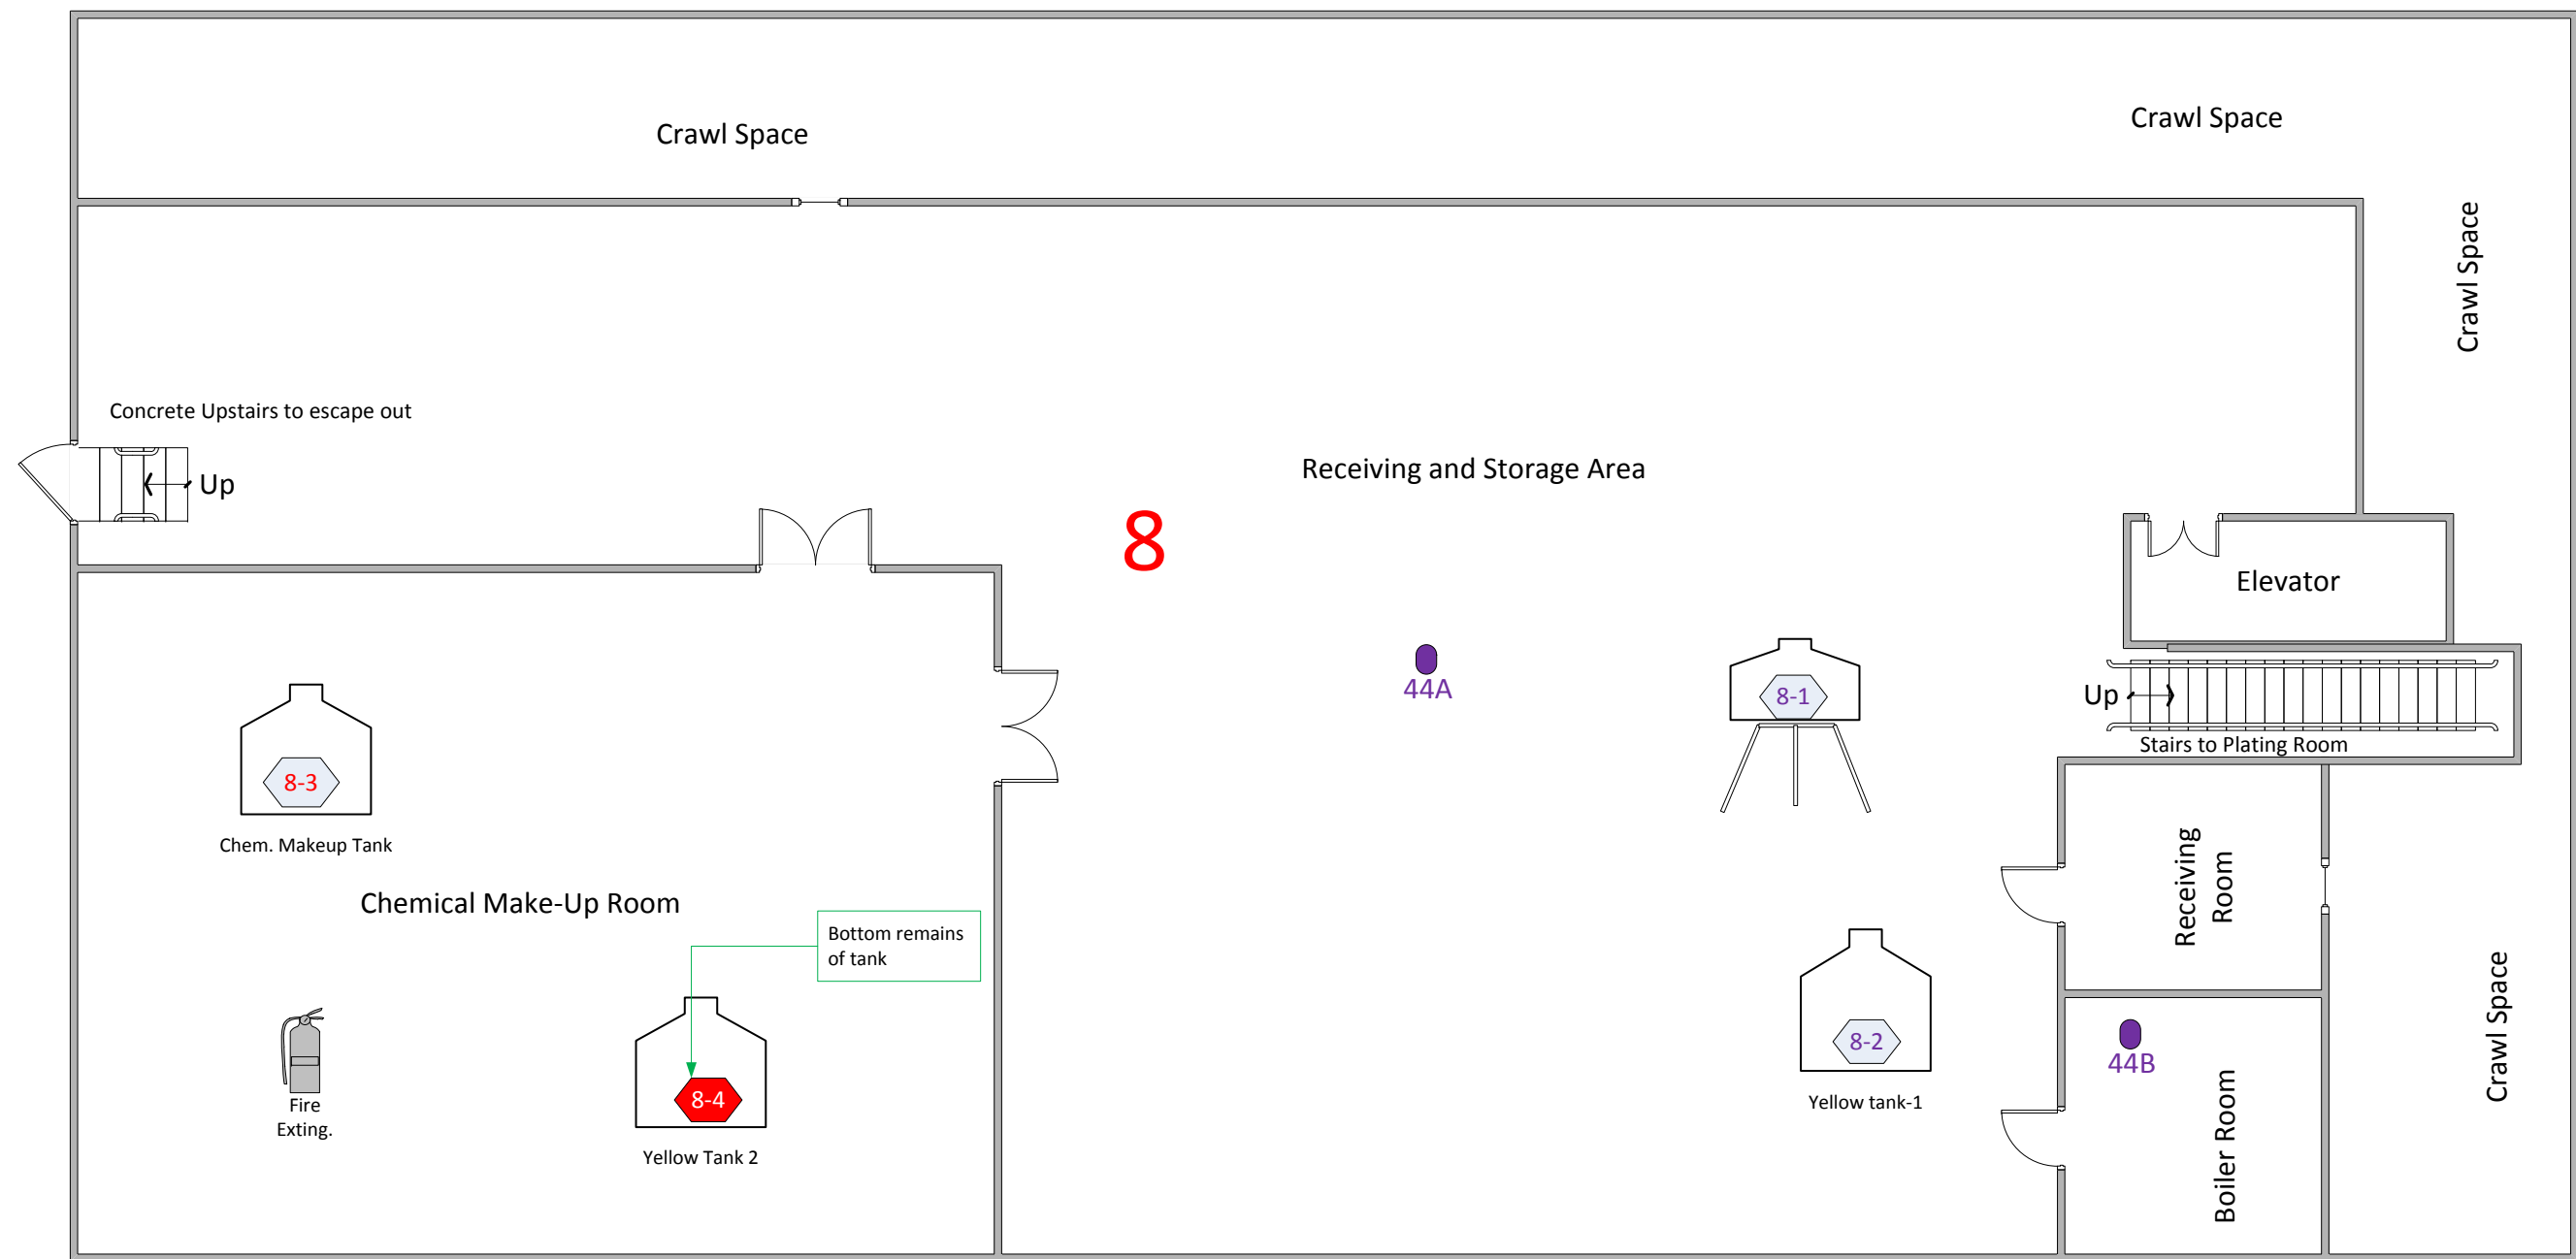 Crawl Space
Crawl Space
Crawl Space
Concrete Upstairs to escape out
Up
Receiving and Storage Area
8
Elevator
44A
8-1
Up
Stairs to Plating Room
8-3
Chem. Makeup Tank
Chemical Make-Up Room
Receiving
Room
Bottom remains
of tank
8-4
Yellow Tank 2
Fire
Exting.
8-2
Yellow tank-1
44B
Boiler Room
Crawl Space